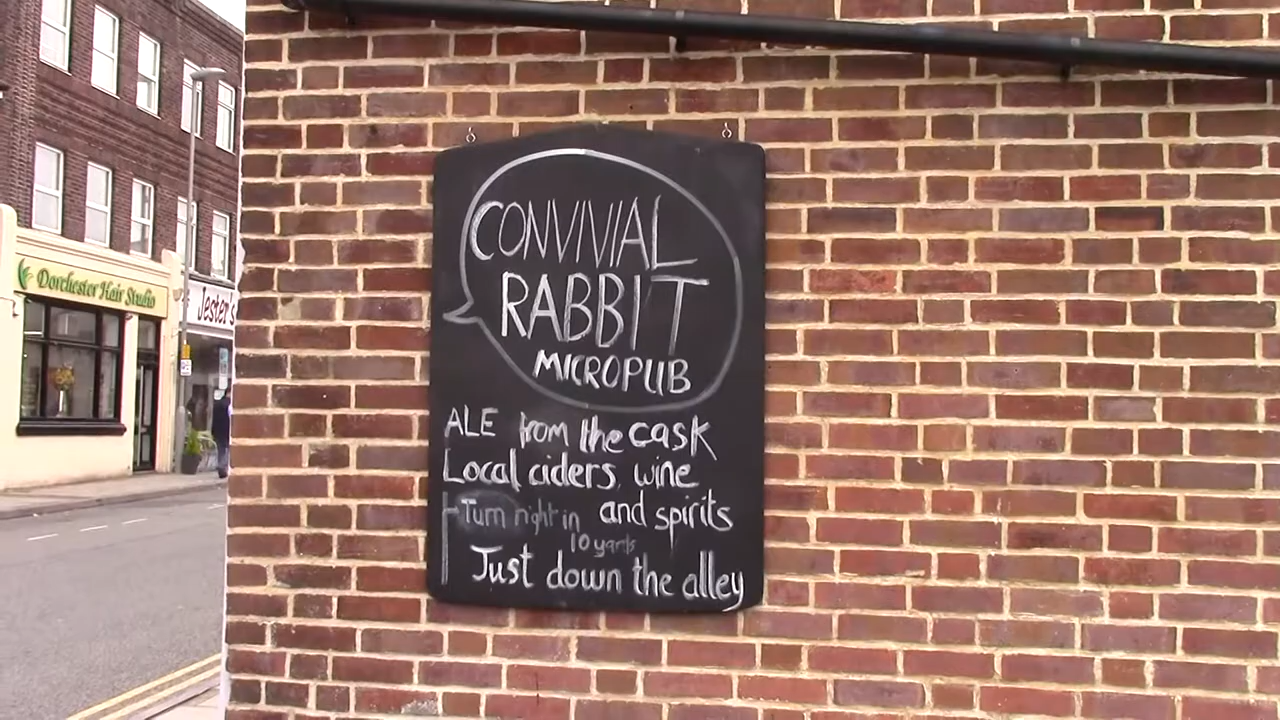 Dorchester Hair Studio
Jester's
CONVIVIAL
RABBIT
MICROPUB
ALE from the cask
Local ciders, wine
and spirits
Turn right in
10 yards
Just down the alley